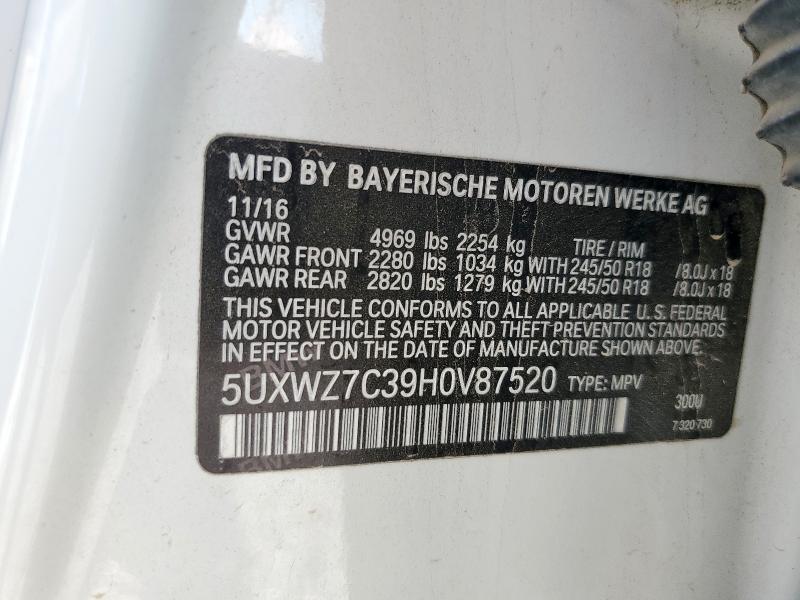 MFD BY BAYERISCHE MOTOREN WERKE AG
11/16
GVWR 4969 lbs 2254 kg TIRE / RIM
GAWR FRONT 2280 lbs 1034 kg WITH 245/50 R18 /8.0J x 18
GAWR REAR 2820 lbs 1279 kg WITH 245/50 R18 /8.0J x 18
THIS VEHICLE CONFORMS TO ALL APPLICABLE U.S. FEDERAL
MOTOR VEHICLE SAFETY AND THEFT PREVENTION STANDARDS
IN EFFECT ON THE DATE OF MANUFACTURE SHOWN ABOVE.
5UXWZ7C39H0V87520 TYPE: MPV 300U
7 320 730